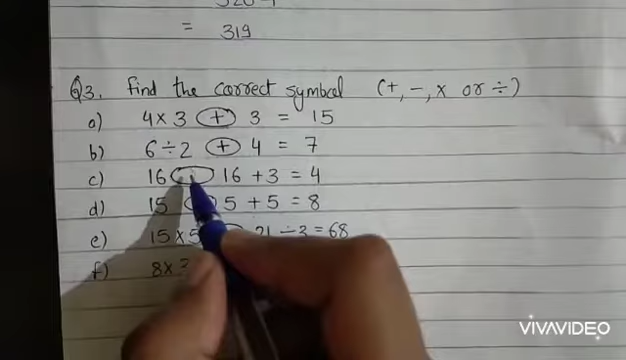 = 319
Q3. Find the correct symbol (+, -, x or ÷)
a) 4 x 3 + 3 = 15
b) 6 ÷ 2 + 4 = 7
c) 16 16 + 3 = 4
d) 15 5 + 5 = 8
e) 15 x 5 21 ÷ 3 = 68
f) 8 x
VIVAVIDEO